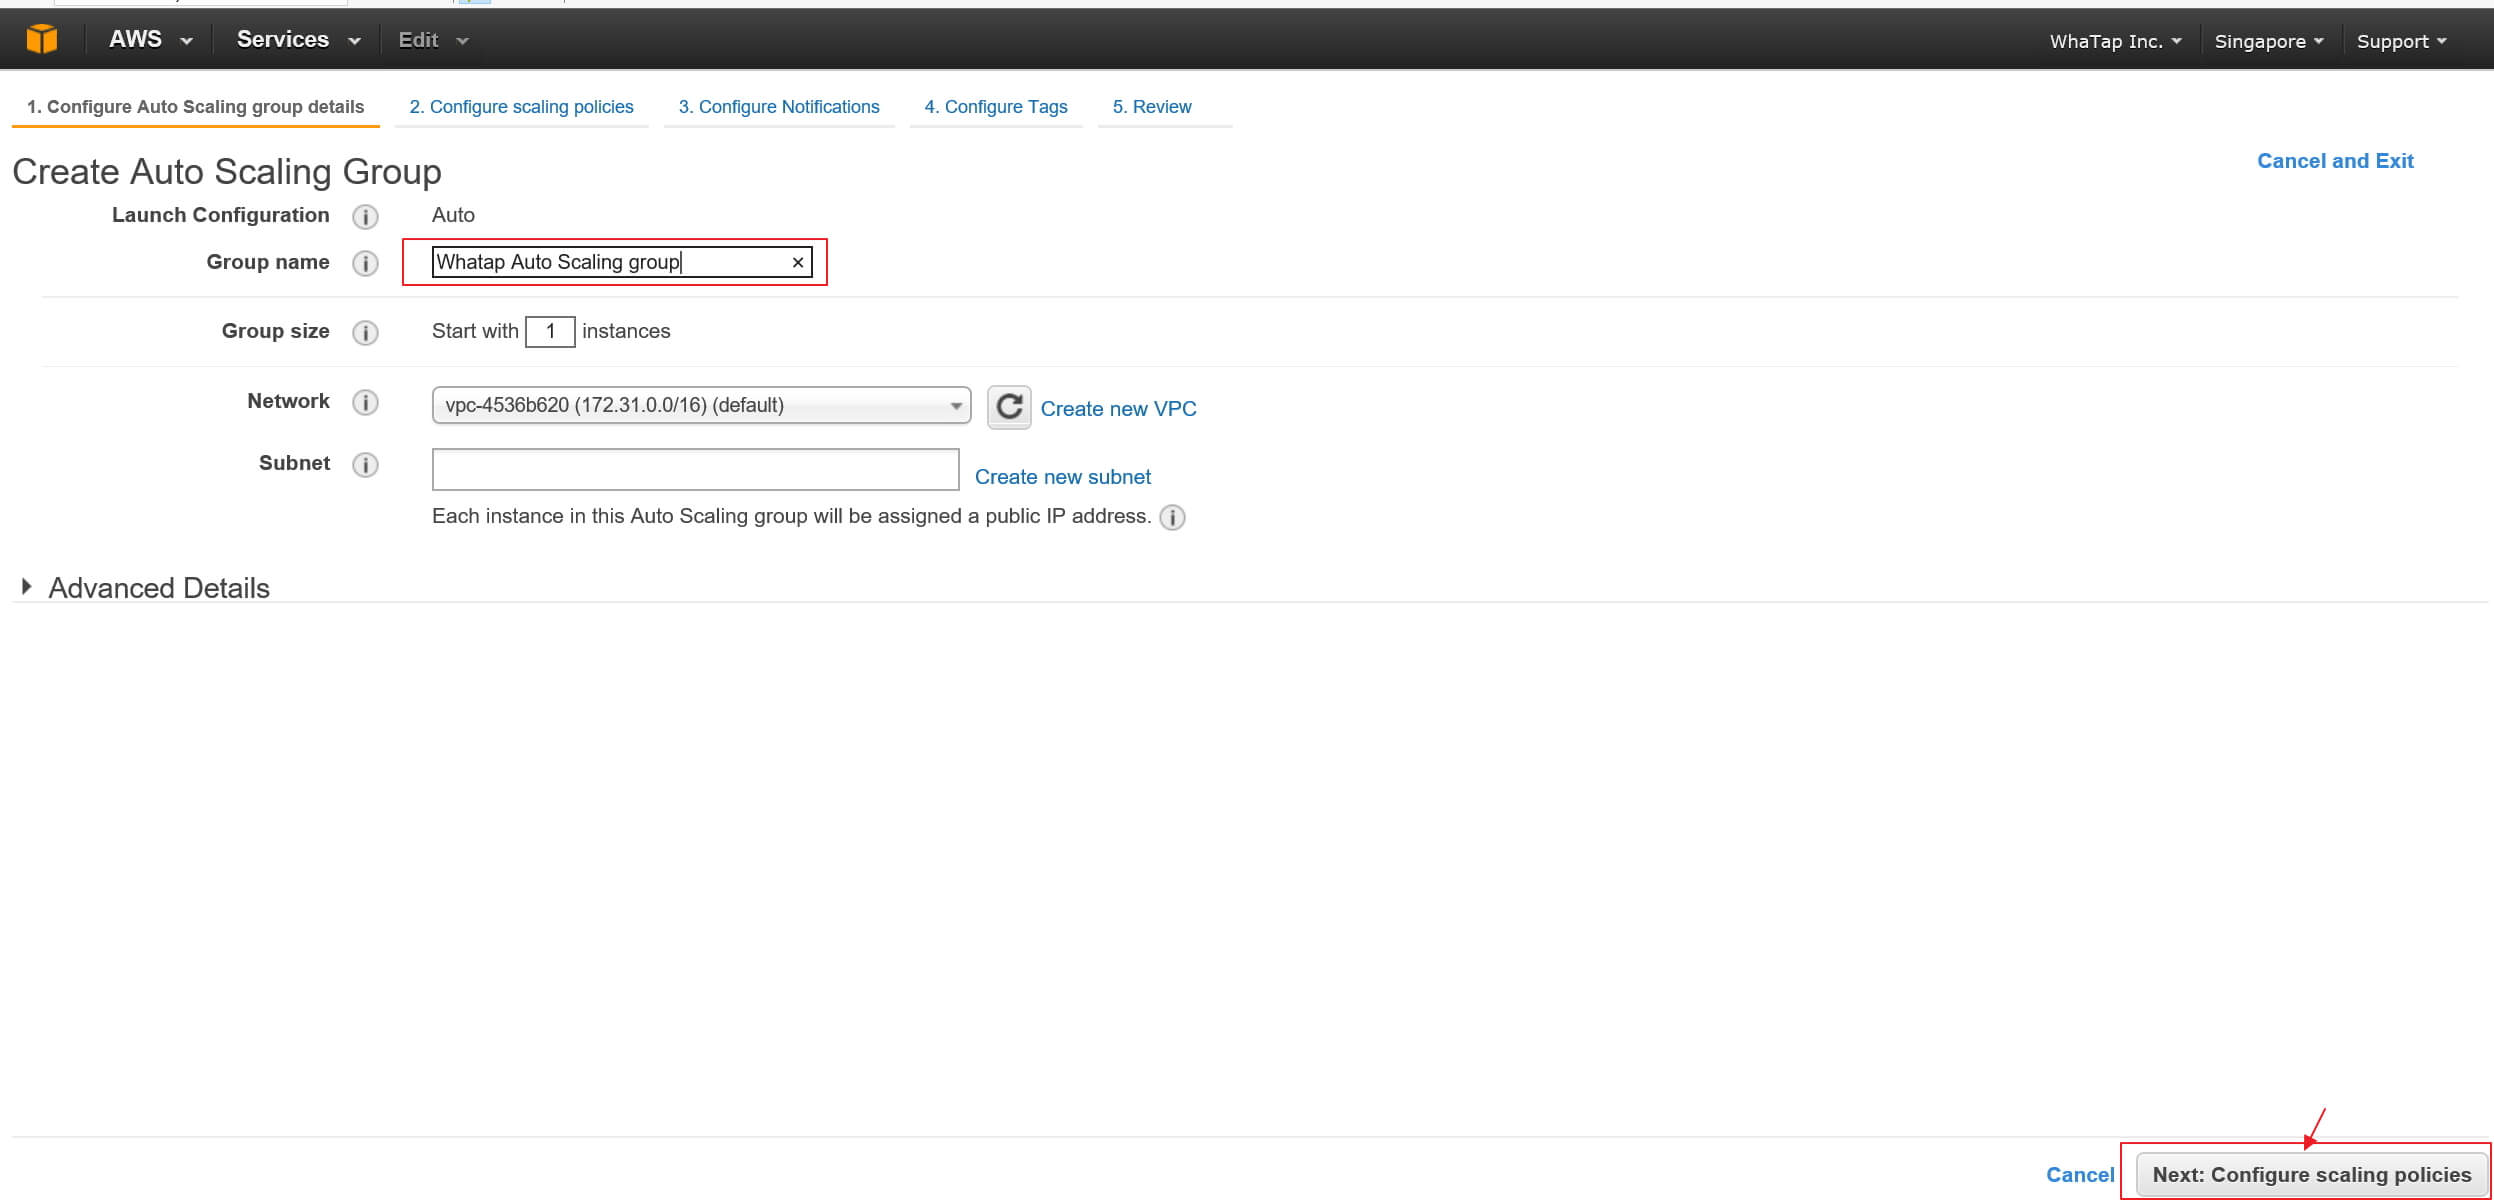 AWS Services Edit WhaTap Inc. Singapore Support
1. Configure Auto Scaling group details 2. Configure scaling policies 3. Configure Notifications 4. Configure Tags 5. Review
Create Auto Scaling Group Cancel and Exit
Launch Configuration Auto
Group name Whatap Auto Scaling group
Group size Start with 1 instances
Network vpc-4536b620 (172.31.0.0/16) (default) Create new VPC
Subnet Create new subnet
Each instance in this Auto Scaling group will be assigned a public IP address.
Advanced Details
Cancel Next: Configure scaling policies